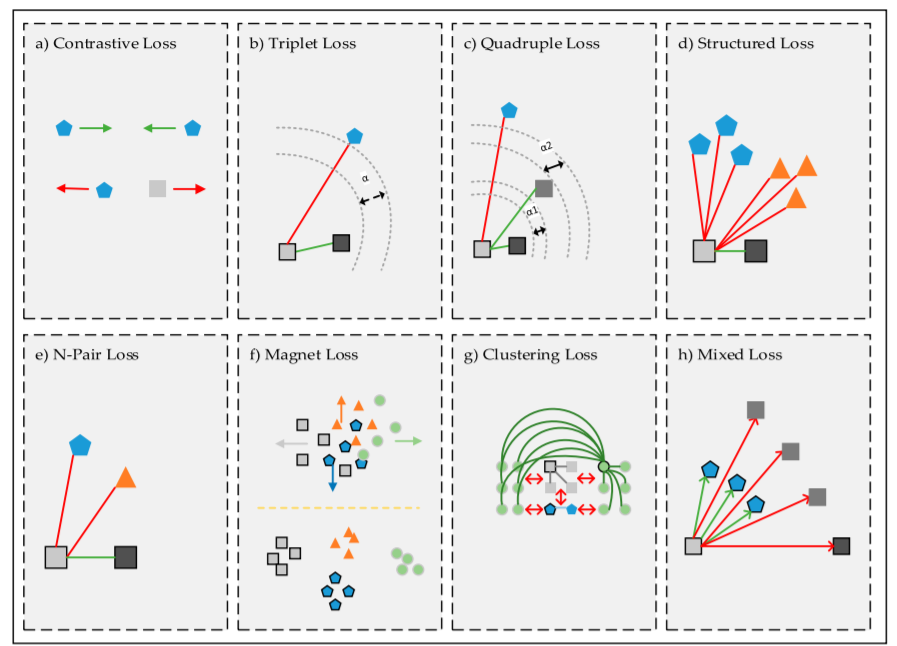 a) Contrastive Loss
b) Triplet Loss
α
c) Quadruple Loss
α2
α1
d) Structured Loss
e) N-Pair Loss
f) Magnet Loss
g) Clustering Loss
h) Mixed Loss